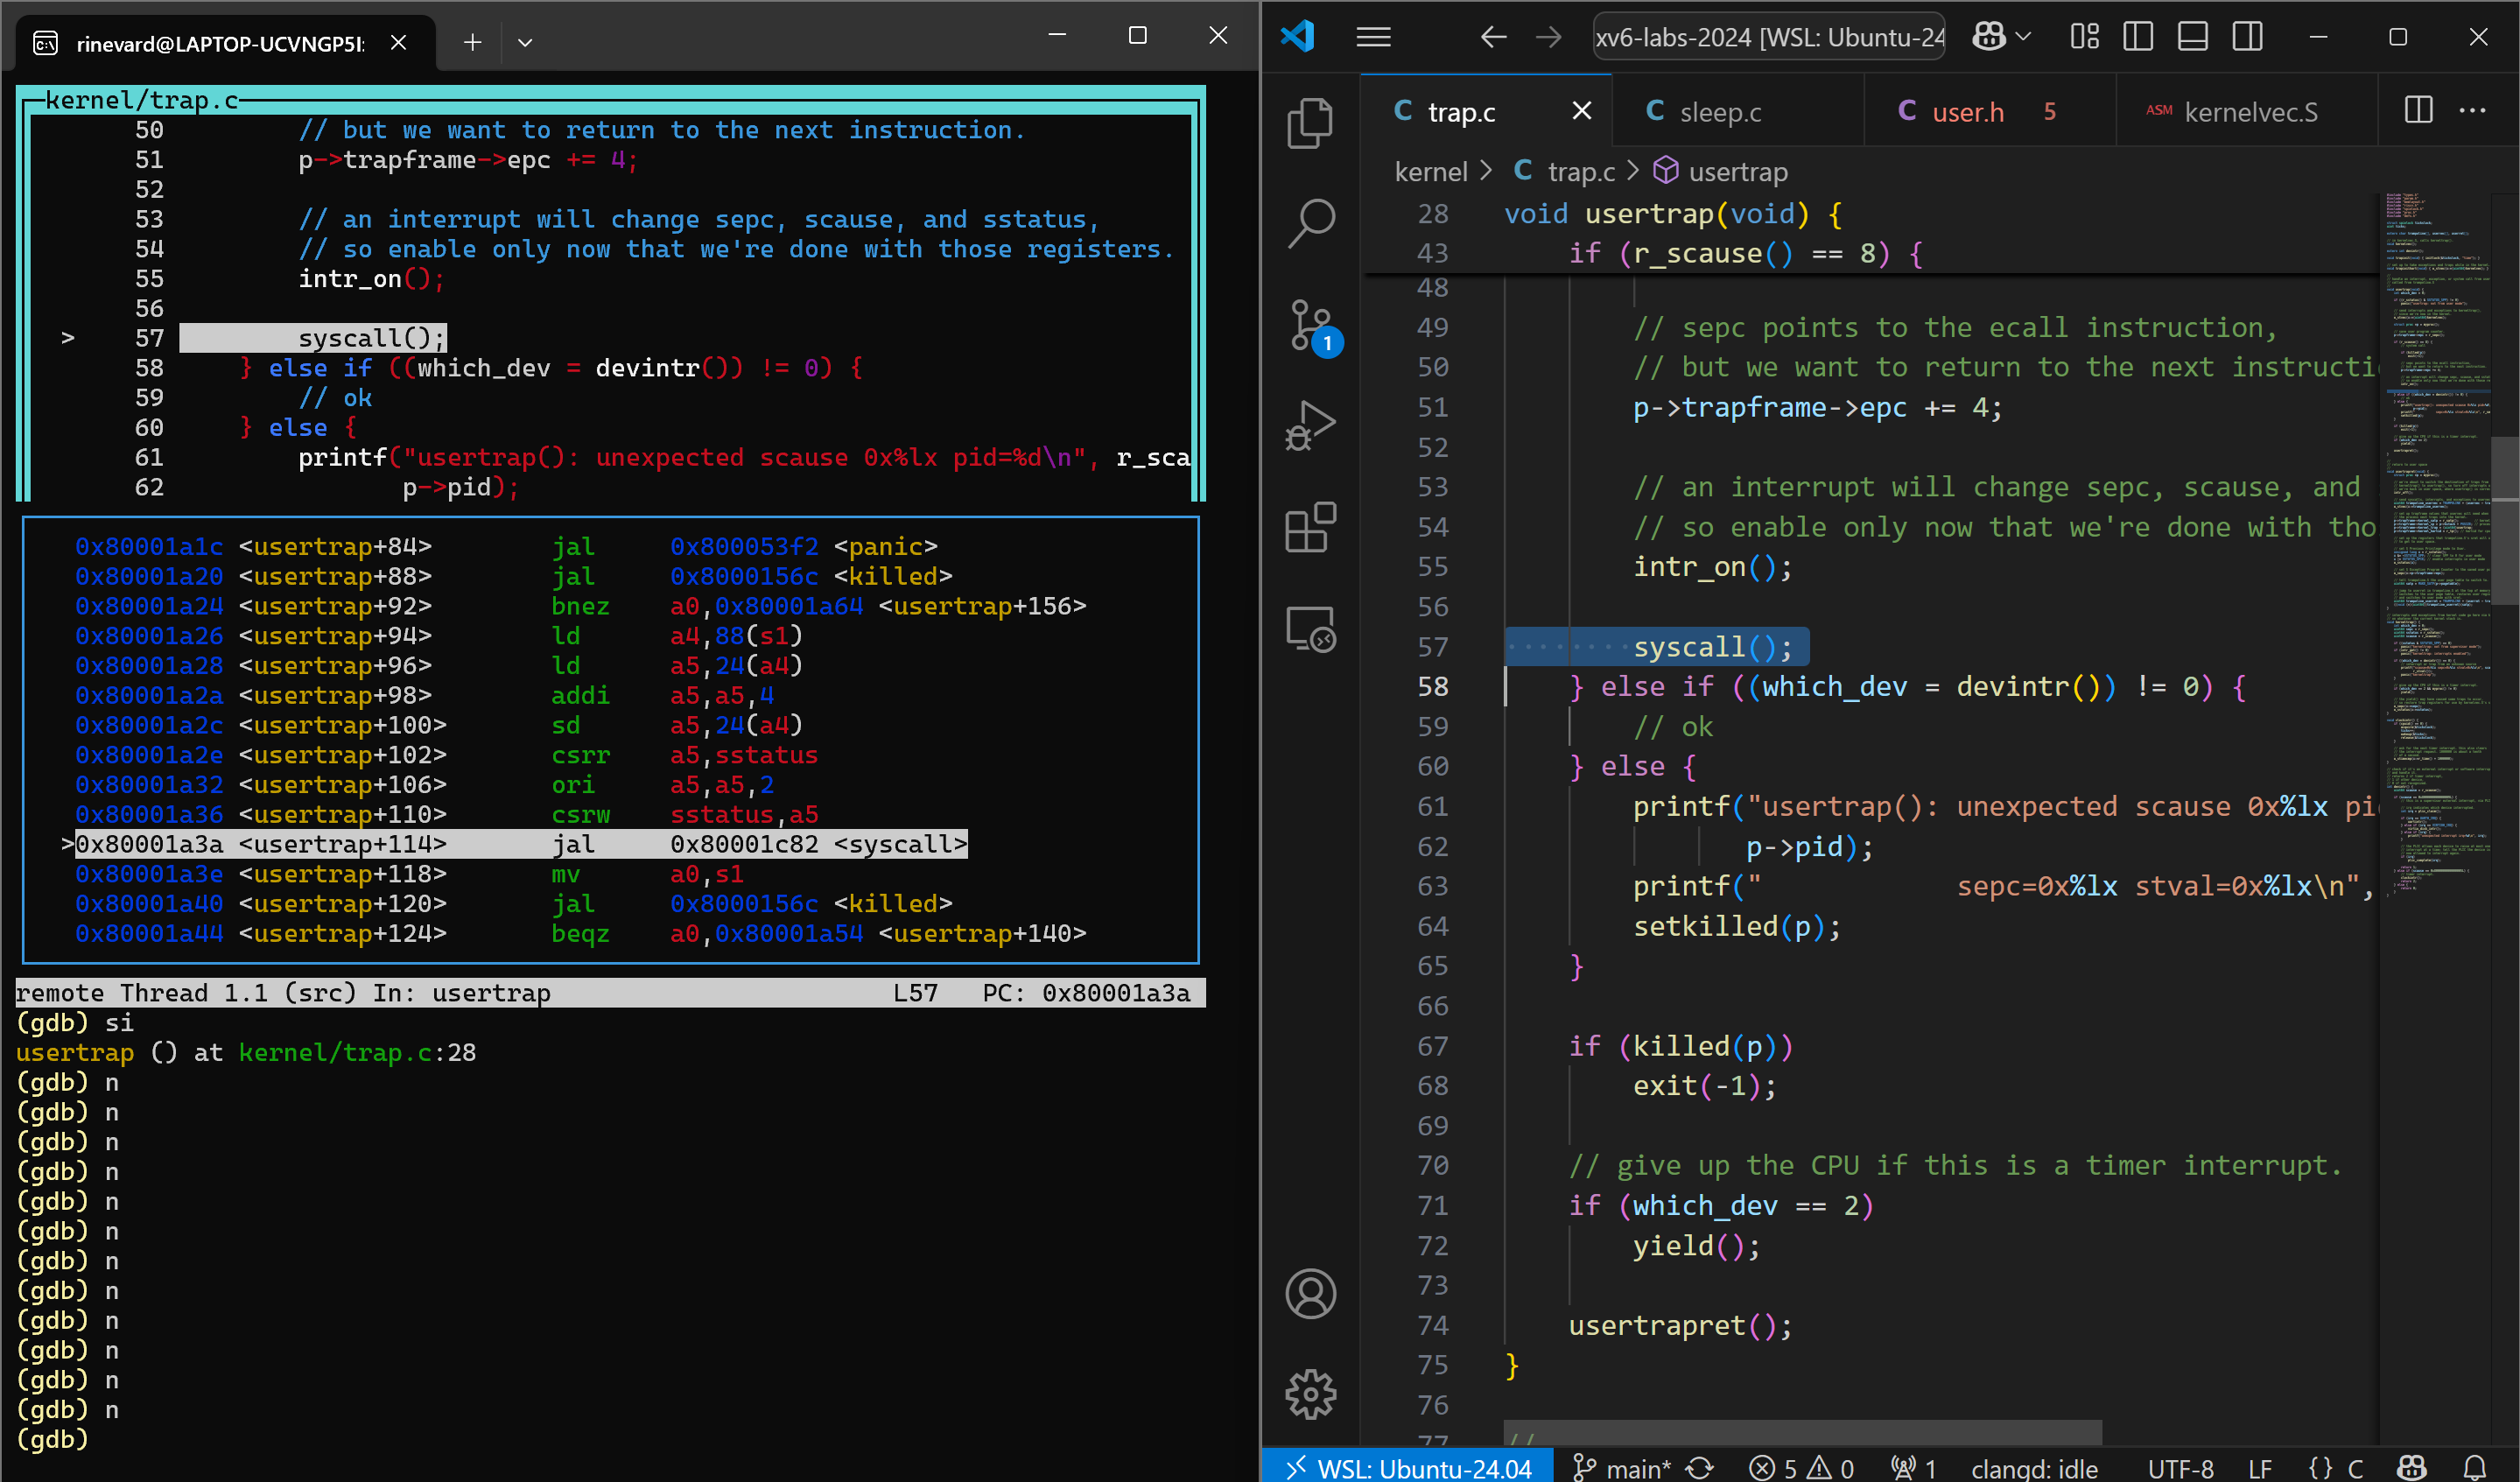 rinevard@LAPTOP-UCVNGP5I:
kernel/trap.c
50 // but we want to return to the next instruction.
51 p->trapframe->epc += 4;
52
53 // an interrupt will change sepc, scause, and sstatus,
54 // so enable only now that we're done with those registers.
55 intr_on();
56
> 57 syscall();
58 } else if ((which_dev = devintr()) != 0) {
59 // ok
60 } else {
61 printf("usertrap(): unexpected scause 0x%lx pid=%d\n", r_sca
62 p->pid);
0x80001a1c <usertrap+84> jal 0x800053f2 <panic>
0x80001a20 <usertrap+88> jal 0x8000156c <killed>
0x80001a24 <usertrap+92> bnez a0,0x80001a64 <usertrap+156>
0x80001a26 <usertrap+94> ld a4,88(s1)
0x80001a28 <usertrap+96> ld a5,24(a4)
0x80001a2a <usertrap+98> addi a5,a5,4
0x80001a2c <usertrap+100> sd a5,24(a4)
0x80001a2e <usertrap+102> csrr a5,sstatus
0x80001a32 <usertrap+106> ori a5,a5,2
0x80001a36 <usertrap+110> csrw sstatus,a5
>0x80001a3a <usertrap+114> jal 0x80001c82 <syscall>
0x80001a3e <usertrap+118> mv a0,s1
0x80001a40 <usertrap+120> jal 0x8000156c <killed>
0x80001a44 <usertrap+124> beqz a0,0x80001a54 <usertrap+140>
remote Thread 1.1 (src) In: usertrap L57 PC: 0x80001a3a
(gdb) si
usertrap () at kernel/trap.c:28
(gdb) n
(gdb) n
(gdb) n
(gdb) n
(gdb) n
(gdb) n
(gdb) n
(gdb) n
(gdb) n
(gdb) n
(gdb) n
(gdb) n
(gdb)
xv6-labs-2024 [WSL: Ubuntu-24
C trap.c C sleep.c C user.h 5 ASM kernelvec.S
kernel > C trap.c > usertrap
28 void usertrap(void) {
43 if (r_scause() == 8) {
48
49 // sepc points to the ecall instruction,
50 // but we want to return to the next instructi
51 p->trapframe->epc += 4;
52
53 // an interrupt will change sepc, scause, and
54 // so enable only now that we're done with tho
55 intr_on();
56
57 syscall();
58 } else if ((which_dev = devintr()) != 0) {
59 // ok
60 } else {
61 printf("usertrap(): unexpected scause 0x%lx pi
62 p->pid);
63 printf(" sepc=0x%lx stval=0x%lx\n",
64 setkilled(p);
65 }
66
67 if (killed(p))
68 exit(-1);
69
70 // give up the CPU if this is a timer interrupt.
71 if (which_dev == 2)
72 yield();
73
74 usertrapret();
75 }
76
77 //
1
WSL: Ubuntu-24.04 main* 5 0 1 clangd: idle UTF-8 LF {} C